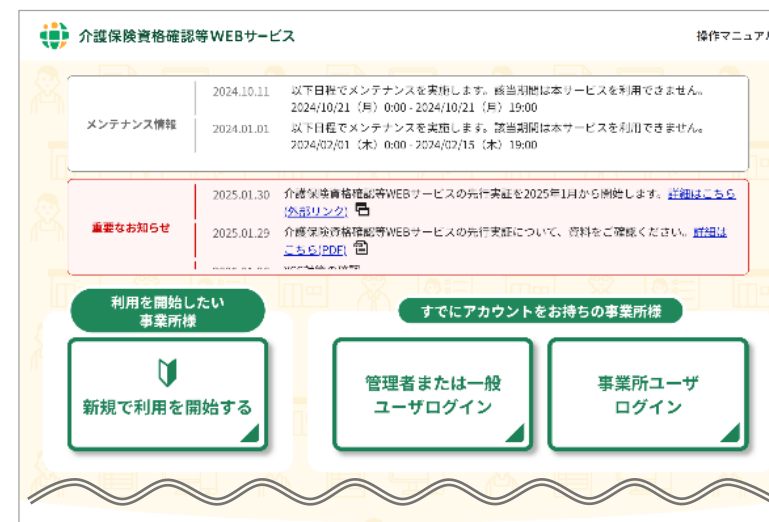 介護保険資格確認等WEBサービス
操作マニュアル
メンテナンス情報
2024.10.11 以下日程でメンテナンスを実施します。該当期間は本サービスを利用できません。
2024/10/21（月）0:00 - 2024/10/21（月）19:00
2024.01.01 以下日程でメンテナンスを実施します。該当期間は本サービスを利用できません。
2024/02/01（木）0:00 - 2024/02/15（木）19:00
重要なお知らせ
2025.01.30 介護保険資格確認等WEBサービスの先行実証を2025年1月から開始します。詳細はこちら
(外部リンク)
2025.01.29 介護保険資格確認等WEBサービスの先行実証について、資料をご確認ください。詳細は
こちら(PDF)
利用を開始したい
事業所様
すでにアカウントをお持ちの事業所様
新規で利用を開始する
管理者または一般
ユーザログイン
事業所ユーザ
ログイン